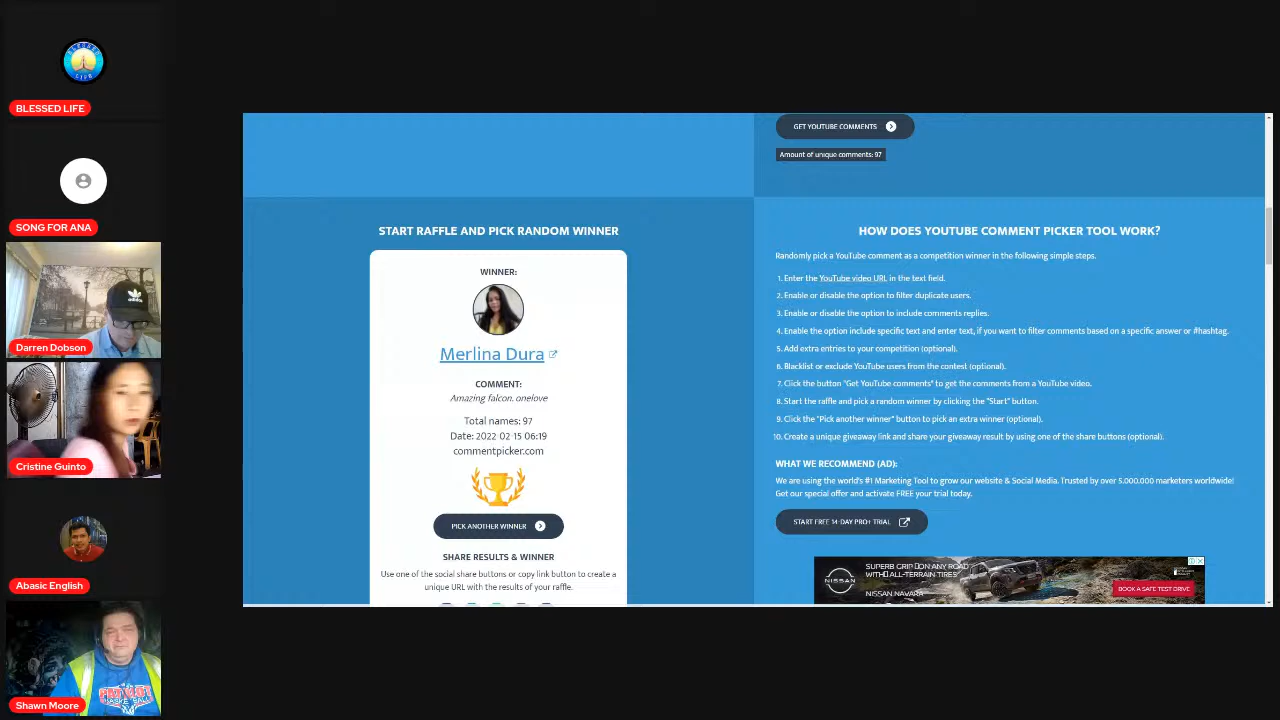 BLESSED LIFE
SONG FOR ANA
Darren Dobson
adidas
Cristine Guinto
Abasic English
Shawn Moore
GET YOUTUBE COMMENTS
Amount of unique comments: 97
START RAFFLE AND PICK RANDOM WINNER
WINNER:
Merlina Dura
COMMENT:
Amazing falcon. onelove
Total names: 97
Date: 2022-02-15 06:19
commentpicker.com
PICK ANOTHER WINNER
SHARE RESULTS & WINNER
Use one of the social share buttons or copy link button to create a
unique URL with the results of your raffle.
HOW DOES YOUTUBE COMMENT PICKER TOOL WORK?
Randomly pick a YouTube comment as a competition winner in the following simple steps.
1. Enter the YouTube video URL in the text field.
2. Enable or disable the option to filter duplicate users.
3. Enable or disable the option to include comments replies.
4. Enable the option include specific text and enter text, if you want to filter comments based on a specific answer or #hashtag.
5. Add extra entries to your competition (optional).
6. Blacklist or exclude YouTube users from the contest (optional).
7. Click the button "Get YouTube comments" to get the comments from a YouTube video.
8. Start the raffle and pick a random winner by clicking the "Start" button.
9. Click the "Pick another winner" button to pick an extra winner (optional).
10. Create a unique giveaway link and share your giveaway result by using one of the share buttons (optional).
WHAT WE RECOMMEND (AD):
We are using the world's #1 Marketing Tool to grow our website & Social Media. Trusted by over 5.000.000 marketers worldwide!
Get our special offer and activate FREE your trial today.
START FREE 14-DAY PRO+ TRIAL
SUPERB GRIP ON ANY ROAD
WITH ALL-TERRAIN TIRES
NISSAN
NISSAN NAVARA
BOOK A SAFE TEST DRIVE